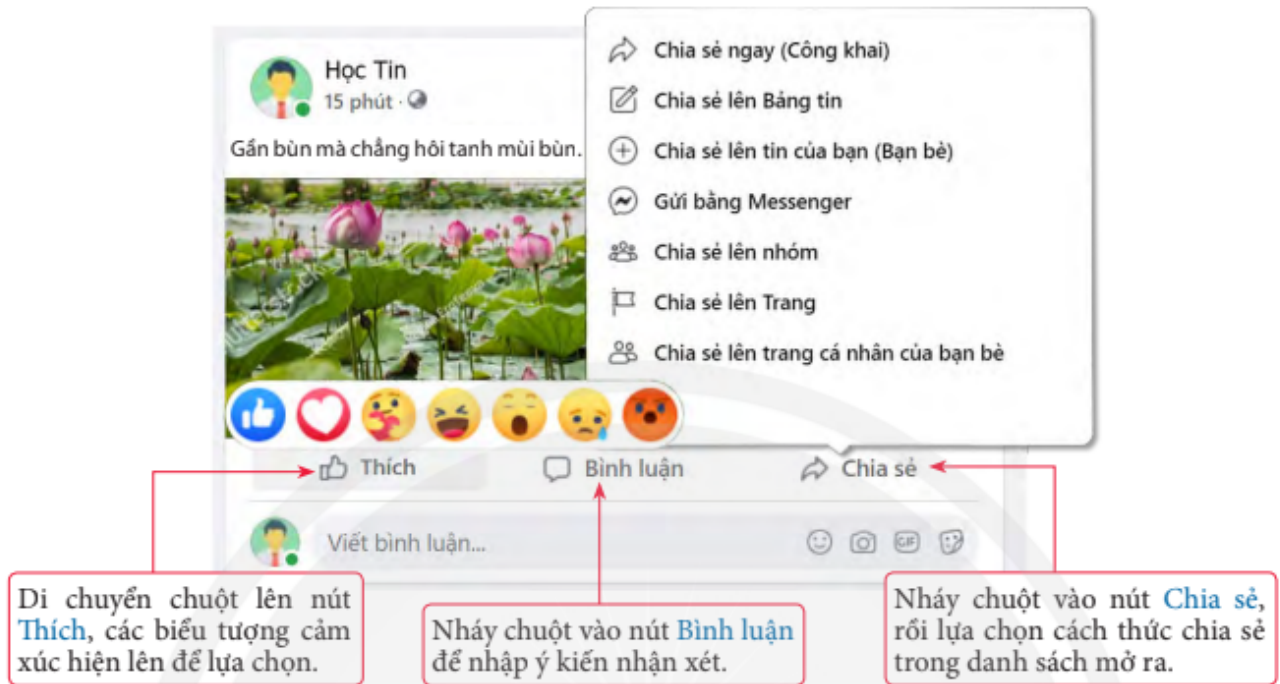 Học Tin
15 phút ·
Gần bùn mà chẳng hôi tanh mùi bùn.
Chia sẻ ngay (Công khai)
Chia sẻ lên Bảng tin
Chia sẻ lên tin của bạn (Bạn bè)
Gửi bằng Messenger
Chia sẻ lên nhóm
Chia sẻ lên Trang
Chia sẻ lên trang cá nhân của bạn bè
Thích
Bình luận
Chia sẻ
Viết bình luận...
GIF
Di chuyển chuột lên nút
Thích, các biểu tượng cảm
xúc hiện lên để lựa chọn.
Nháy chuột vào nút Bình luận
để nhập ý kiến nhận xét.
Nháy chuột vào nút Chia sẻ,
rồi lựa chọn cách thức chia sẻ
trong danh sách mở ra.